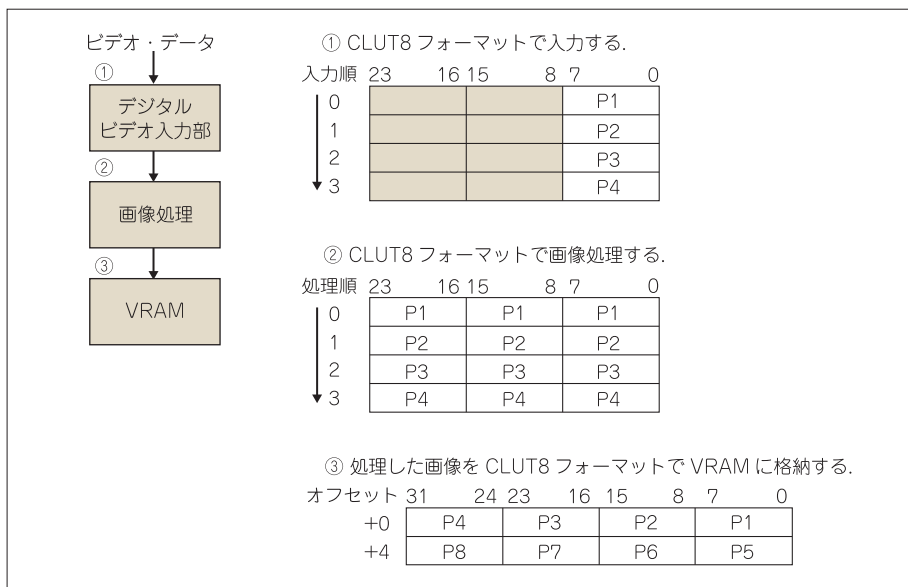 ビデオ・データ
①
デジタル
ビデオ入力部
②
画像処理
③
VRAM
① CLUT8 フォーマットで入力する.
入力順 23 16 15 8 7 0
0 P1
1 P2
2 P3
3 P4
② CLUT8 フォーマットで画像処理する.
処理順 23 16 15 8 7 0
0 P1 P1 P1
1 P2 P2 P2
2 P3 P3 P3
3 P4 P4 P4
③ 処理した画像を CLUT8 フォーマットで VRAM に格納する.
オフセット 31 24 23 16 15 8 7 0
+0 P4 P3 P2 P1
+4 P8 P7 P6 P5